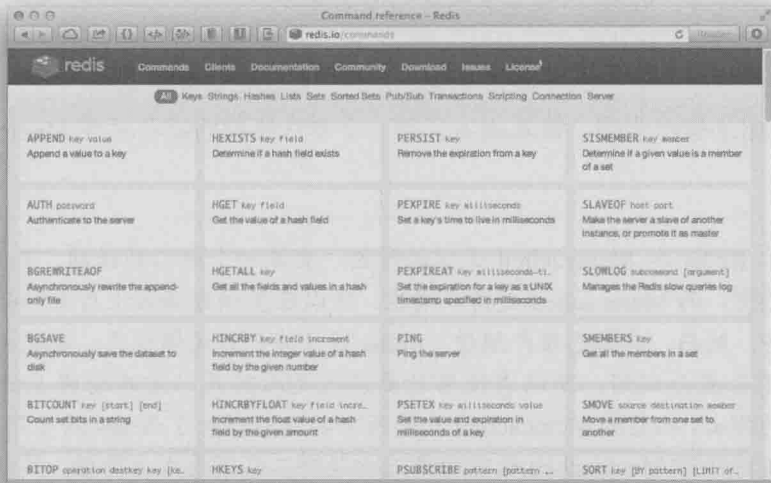 Command reference – Redis
redis.io/commands
Reader
redis Commands Clients Documentation Community Download Issues License
All Keys Strings Hashes Lists Sets Sorted Sets Pub/Sub Transactions Scripting Connection Server
APPEND key value
Append a value to a key
HEXISTS key field
Determine if a hash field exists
PERSIST key
Remove the expiration from a key
SISMEMBER key member
Determine if a given value is a member
of a set
AUTH password
Authenticate to the server
HGET key field
Get the value of a hash field
PEXPIRE key milliseconds
Set a key's time to live in milliseconds
SLAVEOF host port
Make the server a slave of another
instance, or promote it as master
BGREWRITEAOF
Asynchronously rewrite the append-
only file
HGETALL key
Get all the fields and values in a hash
PEXPIREAT key milliseconds-ti…
Set the expiration for a key as a UNIX
timestamp specified in milliseconds
SLOWLOG subcommand [argument]
Manages the Redis slow queries log
BGSAVE
Asynchronously save the dataset to
disk
HINCRBY key field increment
Increment the integer value of a hash
field by the given number
PING
Ping the server
SMEMBERS key
Get all the members in a set
BITCOUNT key [start] [end]
Count set bits in a string
HINCRBYFLOAT key field incre…
Increment the float value of a hash
field by the given amount
PSETEX key milliseconds value
Set the value and expiration in
milliseconds of a key
SMOVE source destination member
Move a member from one set to
another
BITOP operation destkey key [ke…
HKEYS key
PSUBSCRIBE pattern [pattern …
SORT key [BY pattern] [LIMIT of…